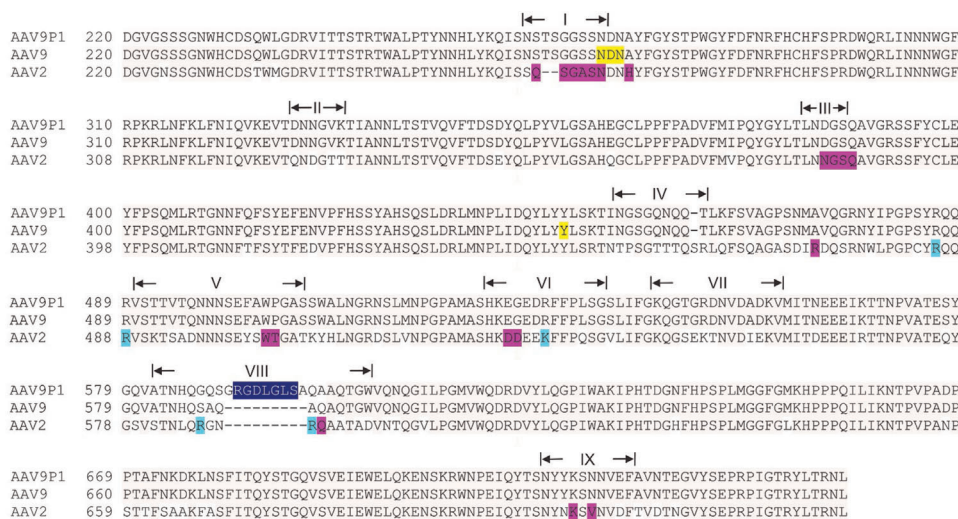 I
AAV9P1 220 DGVGSSSGNWHCDSQWLGDRVITTSTRTWALPTYNNHLYKQISNSTSGGSSNDNAYFGYSTPWGYFDFNRFHCHFSPRDWQRLINNNWGF
AAV9 220 DGVGSSSGNWHCDSQWLGDRVITTSTRTWALPTYNNHLYKQISNSTSGGSSNDNAYFGYSTPWGYFDFNRFHCHFSPRDWQRLINNNWGF
AAV2 220 DGVGNSSGNWHCDSTWMGDRVITTSTRTWALPTYNNHLYKQISSQ--SGASNDNHYFGYSTPWGYFDFNRFHCHFSPRDWQRLINNNWGF
II III
AAV9P1 310 RPKRLNFKLFNIQVKEVTDNNGVKTIANNLTSTVQVFTDSDYQLPYVLGSAHEGCLPPFPADVFMIPQYGYLTLNDGSQAVGRSSFYCLE
AAV9 310 RPKRLNFKLFNIQVKEVTDNNGVKTIANNLTSTVQVFTDSDYQLPYVLGSAHEGCLPPFPADVFMIPQYGYLTLNDGSQAVGRSSFYCLE
AAV2 308 RPKRLNFKLFNIQVKEVTQNDGTTTIANNLTSTVQVFTDSEYQLPYVLGSAHQGCLPPFPADVFMVPQYGYLTLNNGSQAVGRSSFYCLE
IV
AAV9P1 400 YFPSQMLRTGNNFQFSYEFENVPFHSSYAHSQSLDRLMNPLIDQYLYYLSKTINGSGQNQQ-TLKFSVAGPSNMAVQGRNYIPGPSYRQQ
AAV9 400 YFPSQMLRTGNNFQFSYEFENVPFHSSYAHSQSLDRLMNPLIDQYLYYLSKTINGSGQNQQ-TLKFSVAGPSNMAVQGRNYIPGPSYRQQ
AAV2 398 YFPSQMLRTGNNFTFSYTFEDVPFHSSYAHSQSLDRLMNPLIDQYLYYLSRTNTPSGTTTQSRLQFSQAGASDIRDQSRNWLPGPCYRQQ
V VI VII
AAV9P1 489 RVSTTVTQNNNSEFAWPGASSWALNGRNSLMNPGPAMASHKEGEDRFFPLSGSLIFGKQGTGRDNVDADKVMITNEEEIKTTNPVATESY
AAV9 489 RVSTTVTQNNNSEFAWPGASSWALNGRNSLMNPGPAMASHKEGEDRFFPLSGSLIFGKQGTGRDNVDADKVMITNEEEIKTTNPVATESY
AAV2 488 RVSKTSADNNNSEYSWTGATKYHLNGRDSLVNPGPAMASHKDDEEKFFPQSGVLIFGKQGSEKTNVDIEKVMITDEEEIRTTNPVATEQY
VIII
AAV9P1 579 GQVATNHQGQSGRGDLGLSAQAAQTGWVQNQGILPGMVWQDRDVYLQGPIWAKIPHTDGNFHPSPLMGGFGMKHPPPQILIKNTPVPADP
AAV9 579 GQVATNHQSAQ---------AQAAQTGWVQNQGILPGMVWQDRDVYLQGPIWAKIPHTDGNFHPSPLMGGFGMKHPPPQILIKNTPVPADP
AAV2 578 GSVSTNLQRGN---------RQAATADVNTQGVLPGMVWQDRDVYLQGPIWAKIPHTDGHFHPSPLMGGFGLKHPPPQILIKNTPVPANP
IX
AAV9P1 669 PTAFNKDKLNSFITQYSTGQVSVEIEWELQKENSKRWNPEIQYTSNYYKSNNVEFAVNTEGVYSEPRPIGTRYLTRNL
AAV9 660 PTAFNKDKLNSFITQYSTGQVSVEIEWELQKENSKRWNPEIQYTSNYYKSNNVEFAVNTEGVYSEPRPIGTRYLTRNL
AAV2 659 STTFSAAKFASFITQYSTGQVSVEIEWELQKENSKRWNPEIQYTSNYNKSVNVDFTVDTNGVYSEPRPIGTRYLTRNL